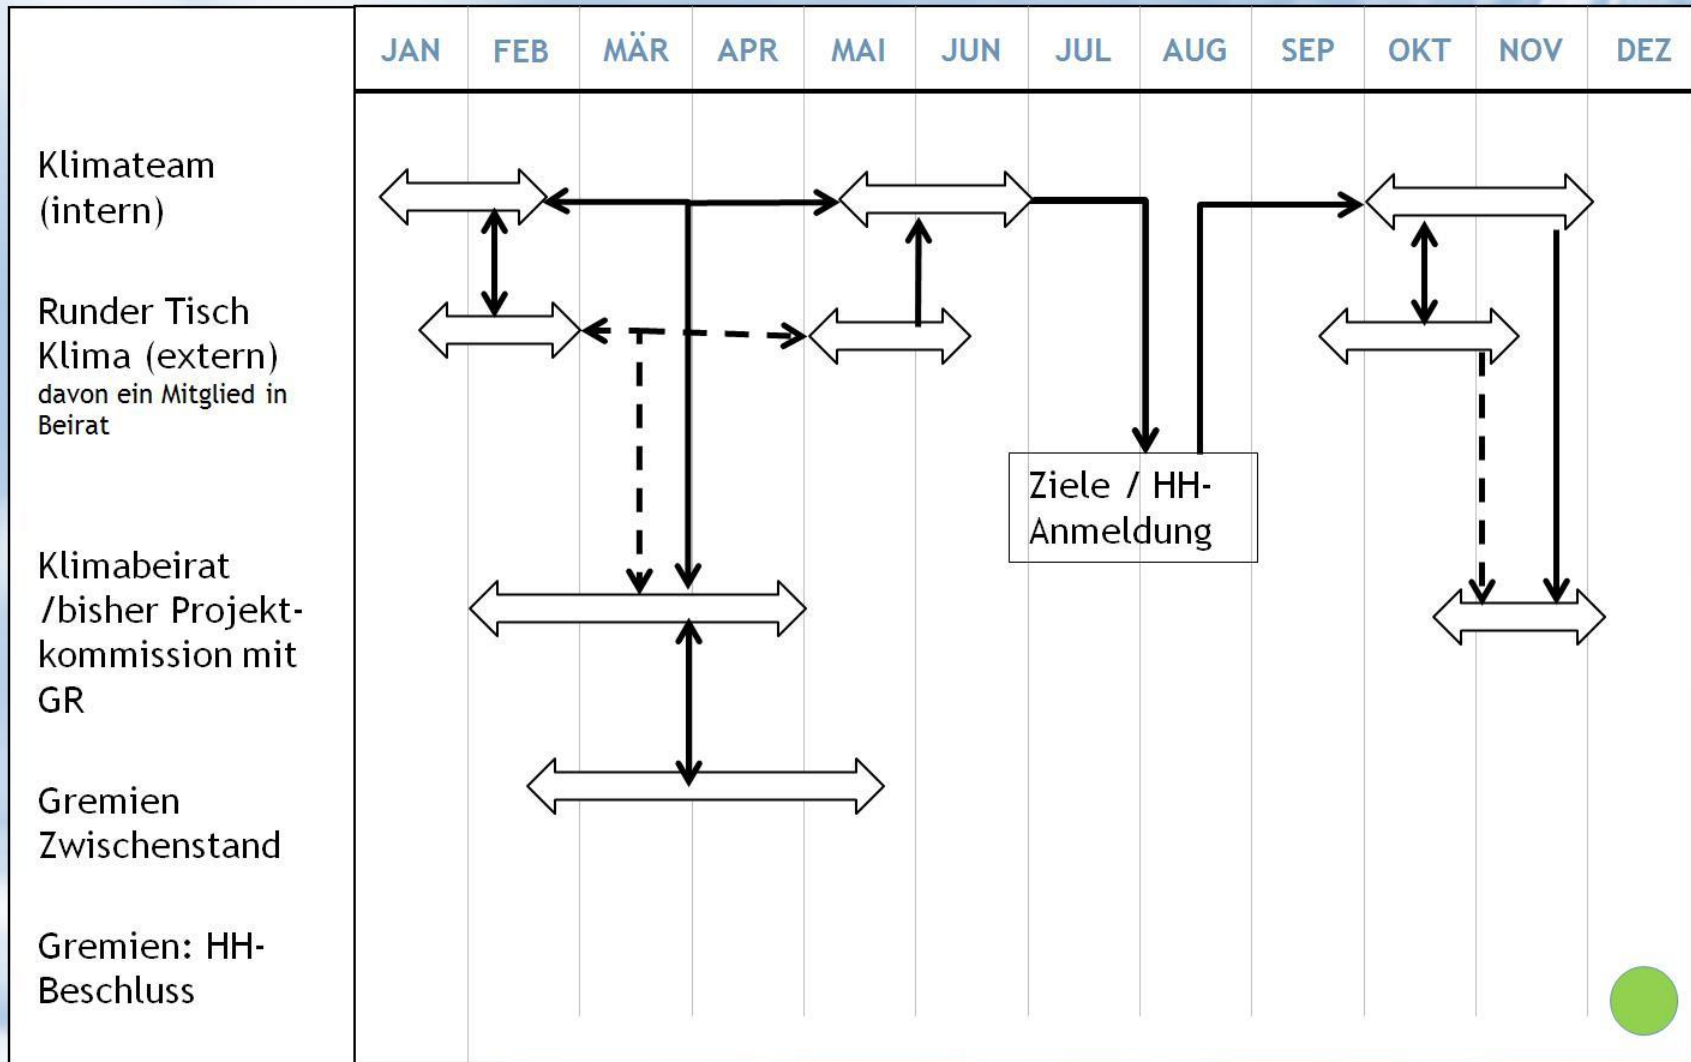 JAN FEB MÄR APR MAI JUN JUL AUG SEP OKT NOV DEZ
Klimateam
(intern)
Runder Tisch
Klima (extern)
davon ein Mitglied in
Beirat
Ziele / HH-
Anmeldung
Klimabeirat
/bisher Projekt-
kommission mit
GR
Gremien
Zwischenstand
Gremien: HH-
Beschluss